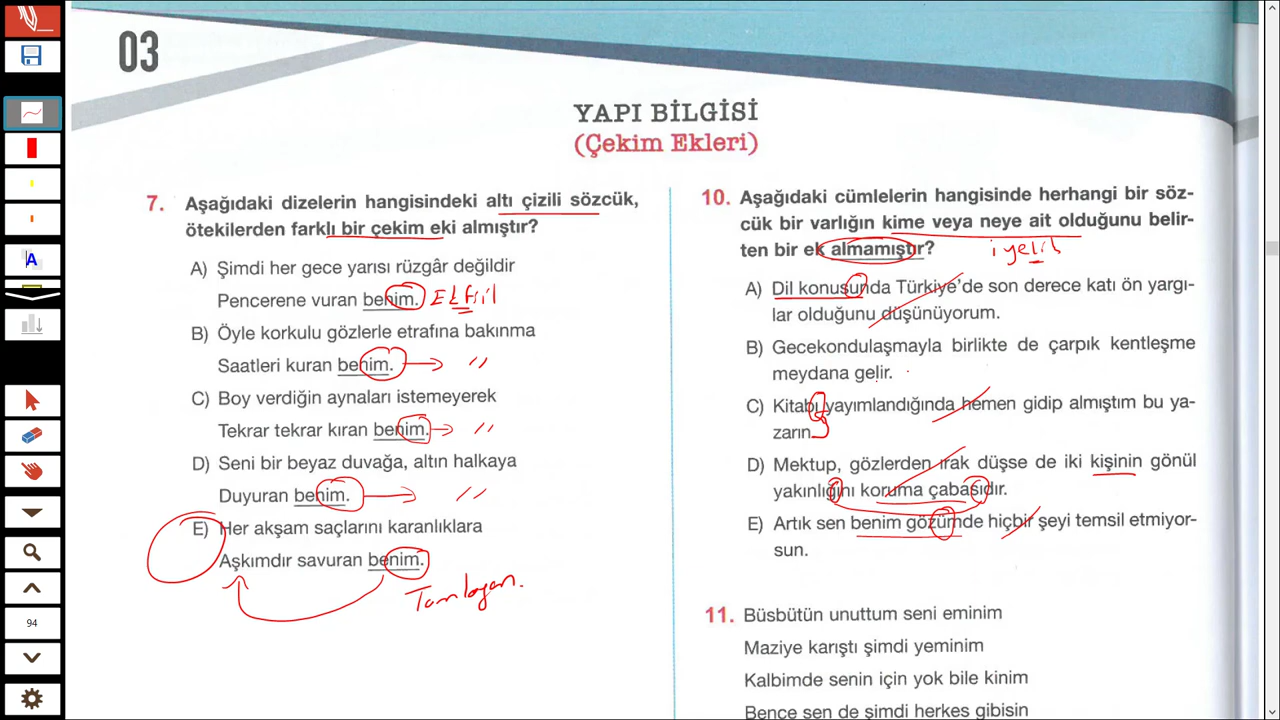 03
YAPI BİLGİSİ
(Çekim Ekleri)
7. Aşağıdaki dizelerin hangisindeki altı çizili sözcük,
ötekilerden farklı bir çekim eki almıştır?
A) Şimdi her gece yarısı rüzgâr değildir
Pencerene vuran benim. Ek fiil
B) Öyle korkulu gözlerle etrafına bakınma
Saatleri kuran benim. → "
C) Boy verdiğin aynaları istemeyerek
Tekrar tekrar kıran benim. → "
D) Seni bir beyaz duvağa, altın halkaya
Duyuran benim. → "
E) Her akşam saçlarını karanlıklara
Aşkımdır savuran benim.
Tamlayan.
10. Aşağıdaki cümlelerin hangisinde herhangi bir söz-
cük bir varlığın kime veya neye ait olduğunu belir-
ten bir ek almamıştır?
iyelik
A) Dil konusunda Türkiye'de son derece katı ön yargı-
lar olduğunu düşünüyorum.
B) Gecekondulaşmayla birlikte de çarpık kentleşme
meydana gelir.
C) Kitabı yayımlandığında hemen gidip almıştım bu ya-
zarın.
D) Mektup, gözlerden ırak düşse de iki kişinin gönül
yakınlığını koruma çabasıdır.
E) Artık sen benim gözümde hiçbir şeyi temsil etmiyor-
sun.
11. Büsbütün unuttum seni eminim
Maziye karıştı şimdi yeminim
Kalbimde senin için yok bile kinim
Bence sen de şimdi herkes gibisin
A
94